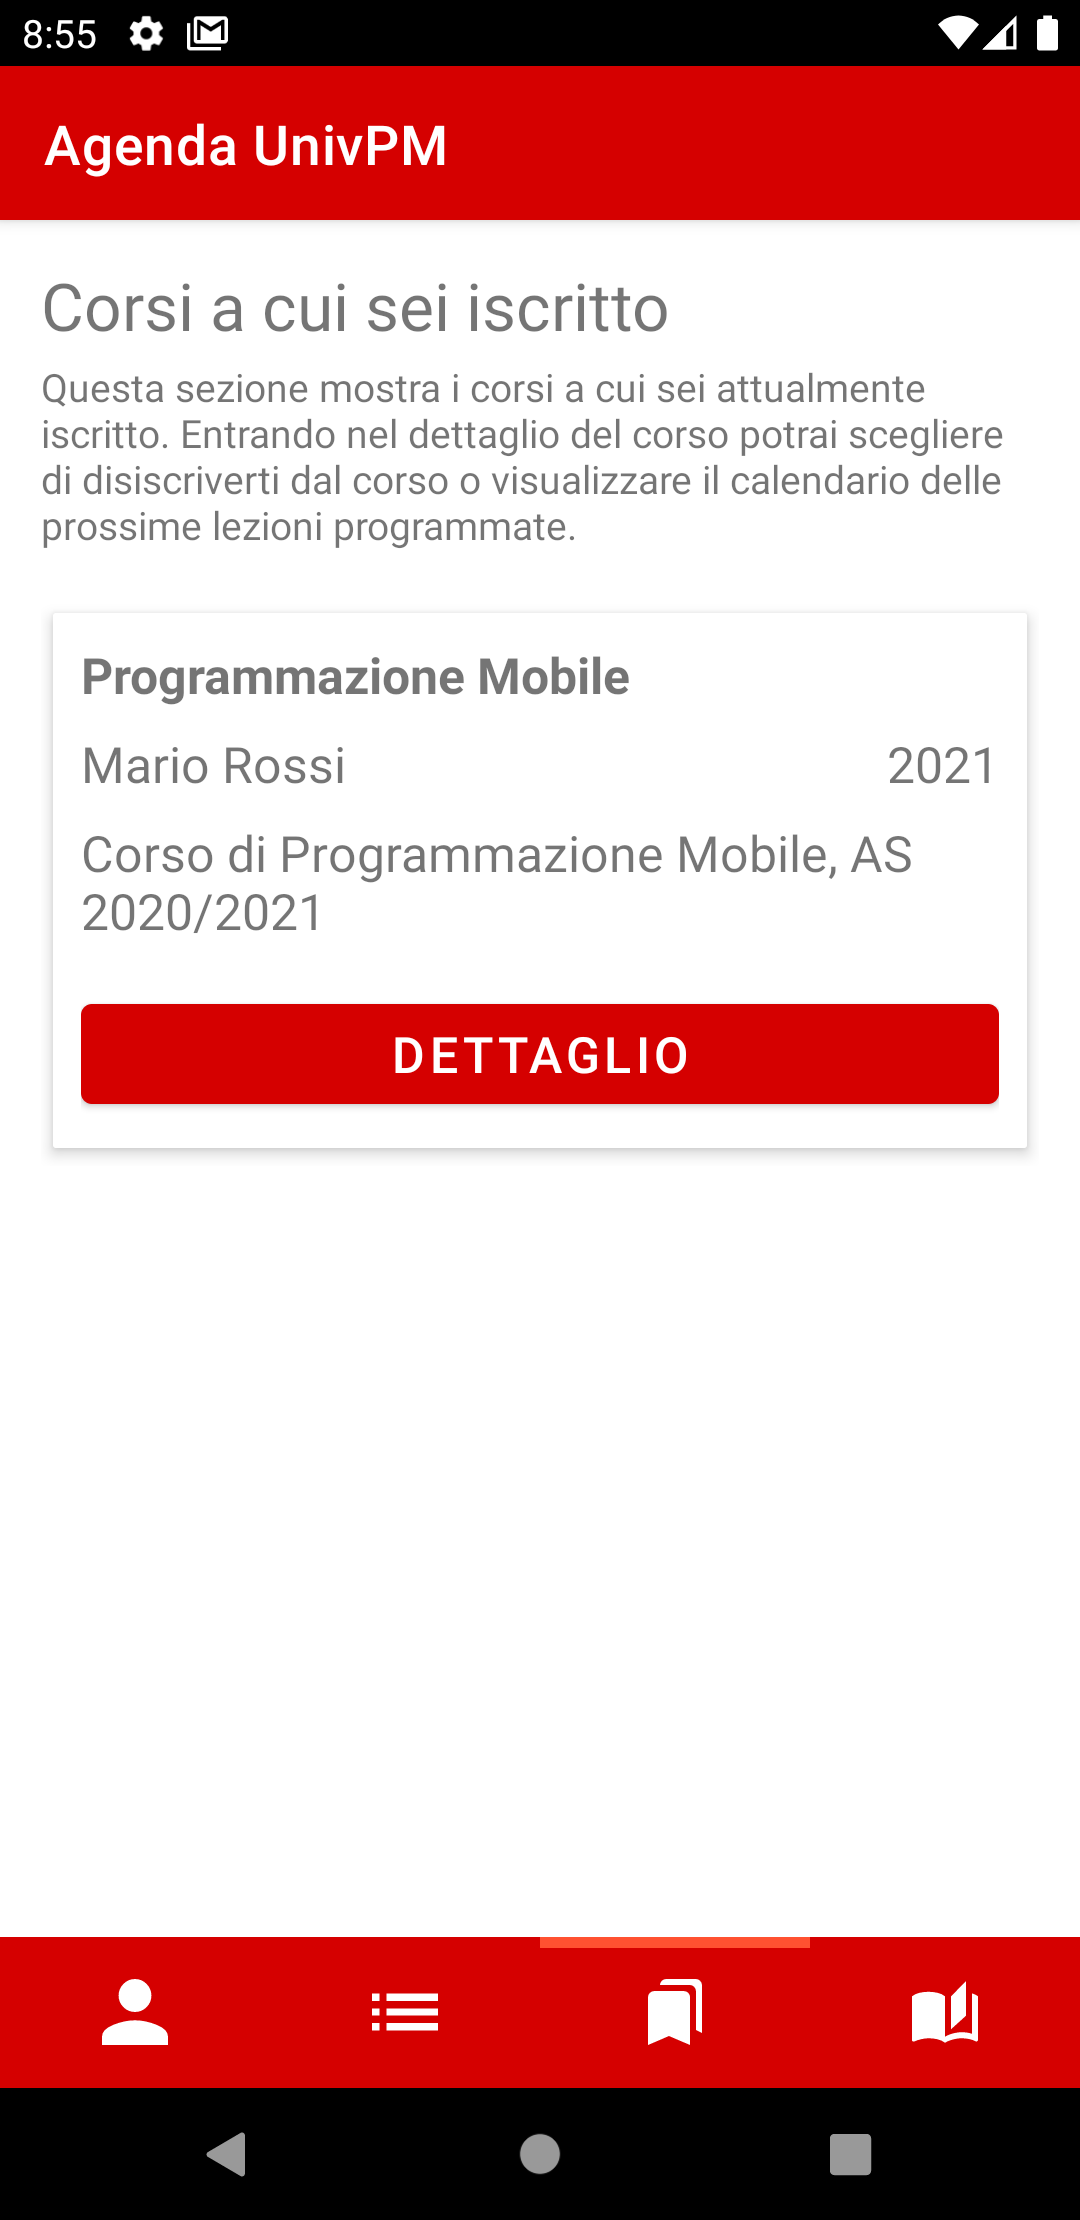 8:55
Agenda UnivPM
Corsi a cui sei iscritto
Questa sezione mostra i corsi a cui sei attualmente
iscritto. Entrando nel dettaglio del corso potrai scegliere
di disiscriverti dal corso o visualizzare il calendario delle
prossime lezioni programmate.
Programmazione Mobile
Mario Rossi 2021
Corso di Programmazione Mobile, AS
2020/2021
DETTAGLIO